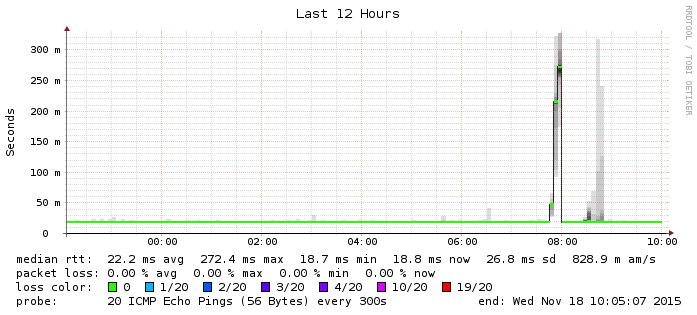 Last 12 Hours
RRDTOOL / TOBI OETIKER
Seconds
300 m
250 m
200 m
150 m
100 m
50 m
0
00:00 02:00 04:00 06:00 08:00 10:00
median rtt: 22.2 ms avg 272.4 ms max 18.7 ms min 18.8 ms now 26.8 ms sd 828.9 m am/s
packet loss: 0.00 % avg 0.00 % max 0.00 % min 0.00 % now
loss color: 0 1/20 2/20 3/20 4/20 10/20 19/20
probe: 20 ICMP Echo Pings (56 Bytes) every 300s end: Wed Nov 18 10:05:07 2015